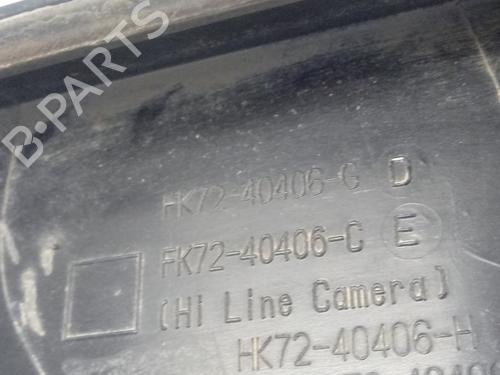 B-PARTS
HK72-40406-G D
FK72-40406-C E
(Hi Line Camera)
HK72-40406-H